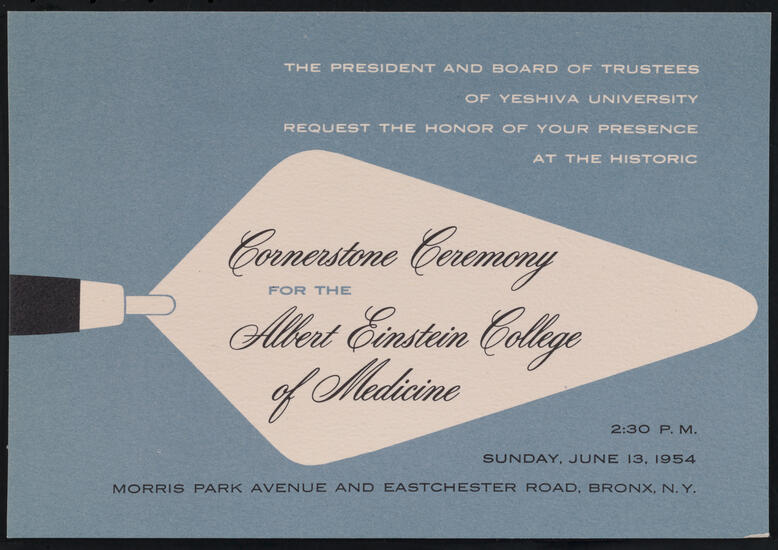 THE PRESIDENT AND BOARD OF TRUSTEES
OF YESHIVA UNIVERSITY
REQUEST THE HONOR OF YOUR PRESENCE
AT THE HISTORIC
Cornerstone Ceremony
FOR THE
Albert Einstein College
of Medicine
2:30 P. M.
SUNDAY, JUNE 13, 1954
MORRIS PARK AVENUE AND EASTCHESTER ROAD, BRONX, N.Y.